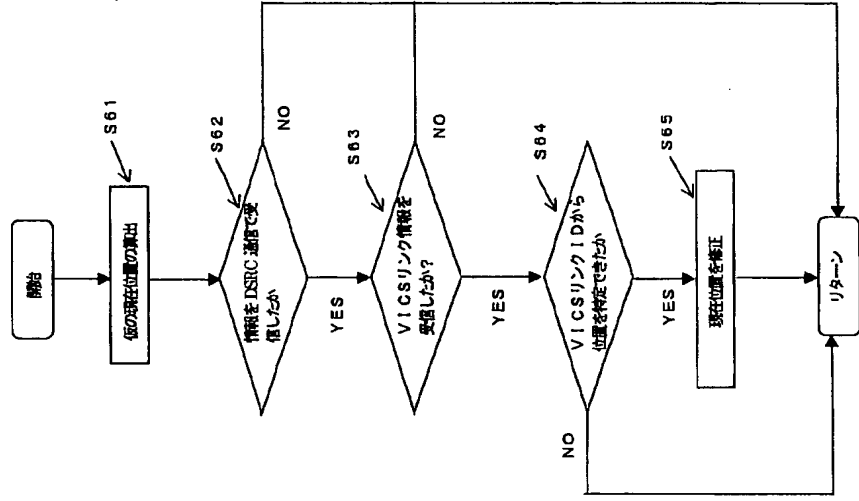 開始
S61
仮の現在位置の算出
S62
情報をDSRC通信で受
信したか
NO
YES
S63
VICSリンク情報を
受信したか?
NO
YES
S64
VICSリンクIDから
位置を特定できたか
NO
YES
S65
現在位置を修正
リターン